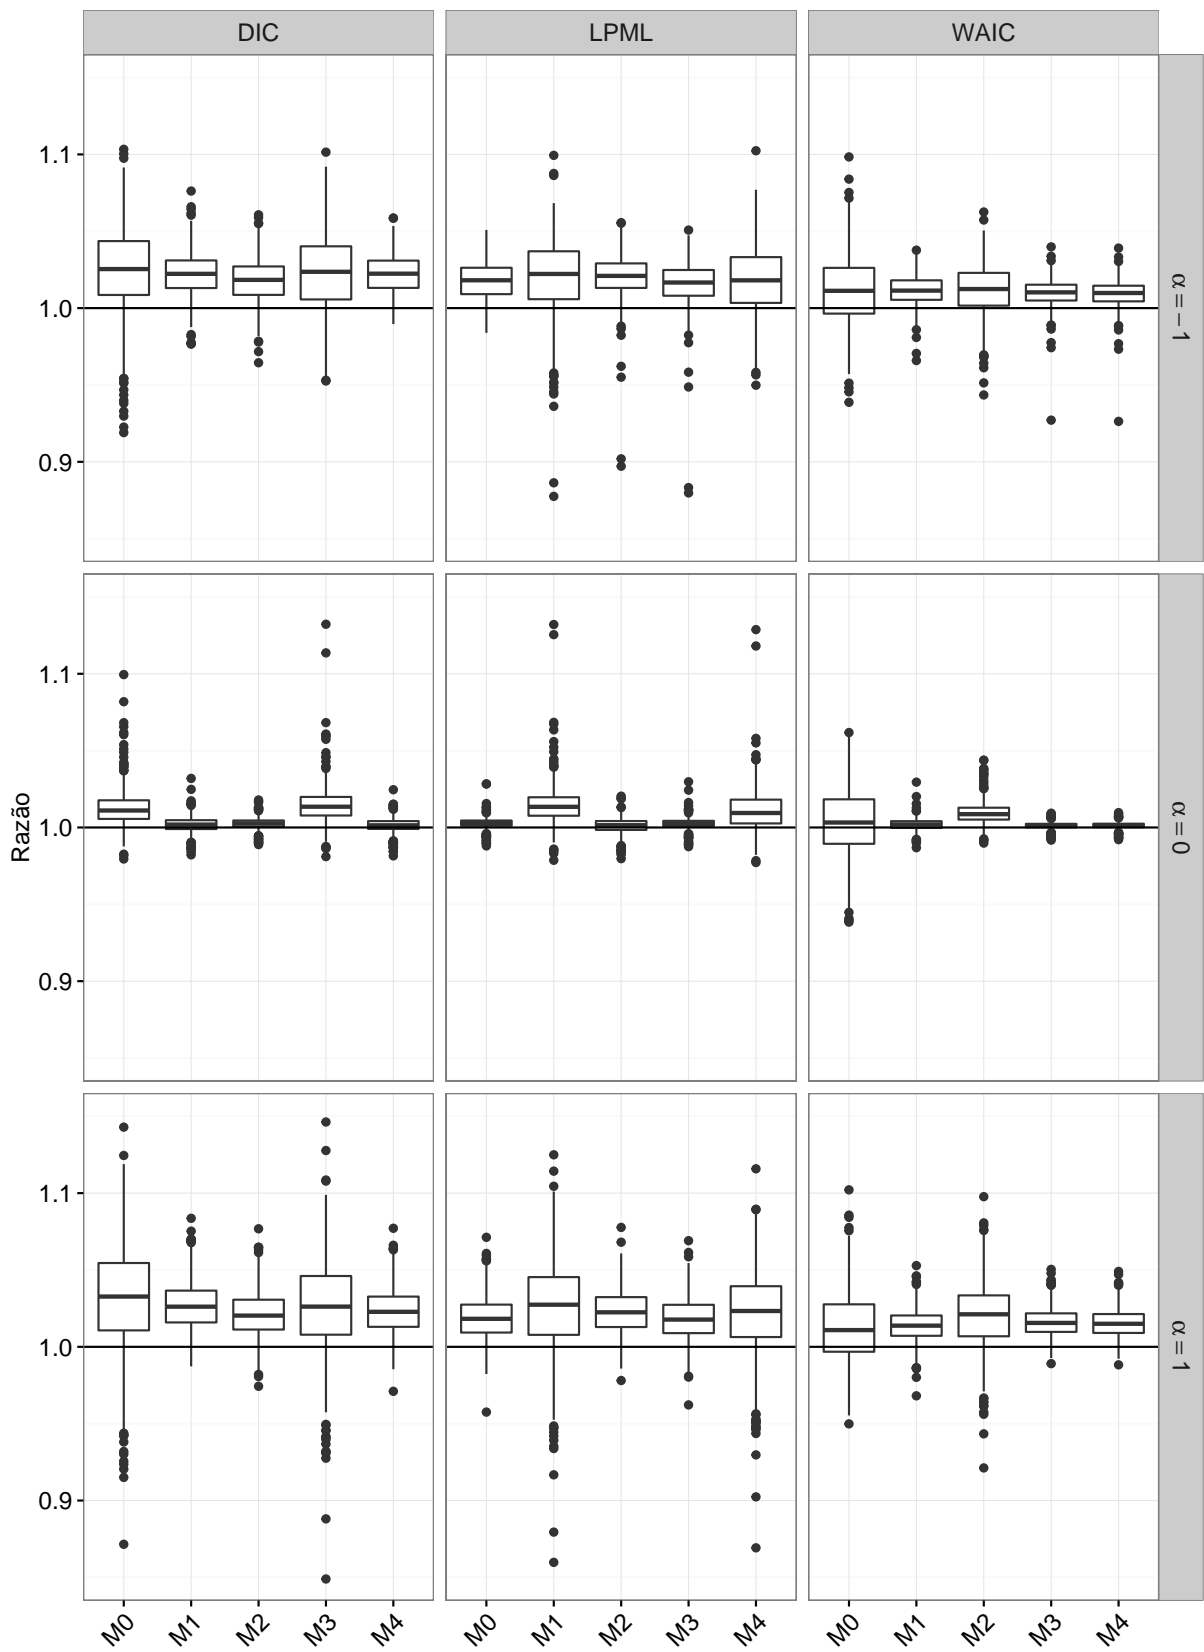 DIC LPML WAIC
1.1
1.0
0.9
α = −1
1.1
1.0
0.9
α = 0
Razão
1.1
1.0
0.9
α = 1
M0 M1 M2 M3 M4 M0 M1 M2 M3 M4 M0 M1 M2 M3 M4